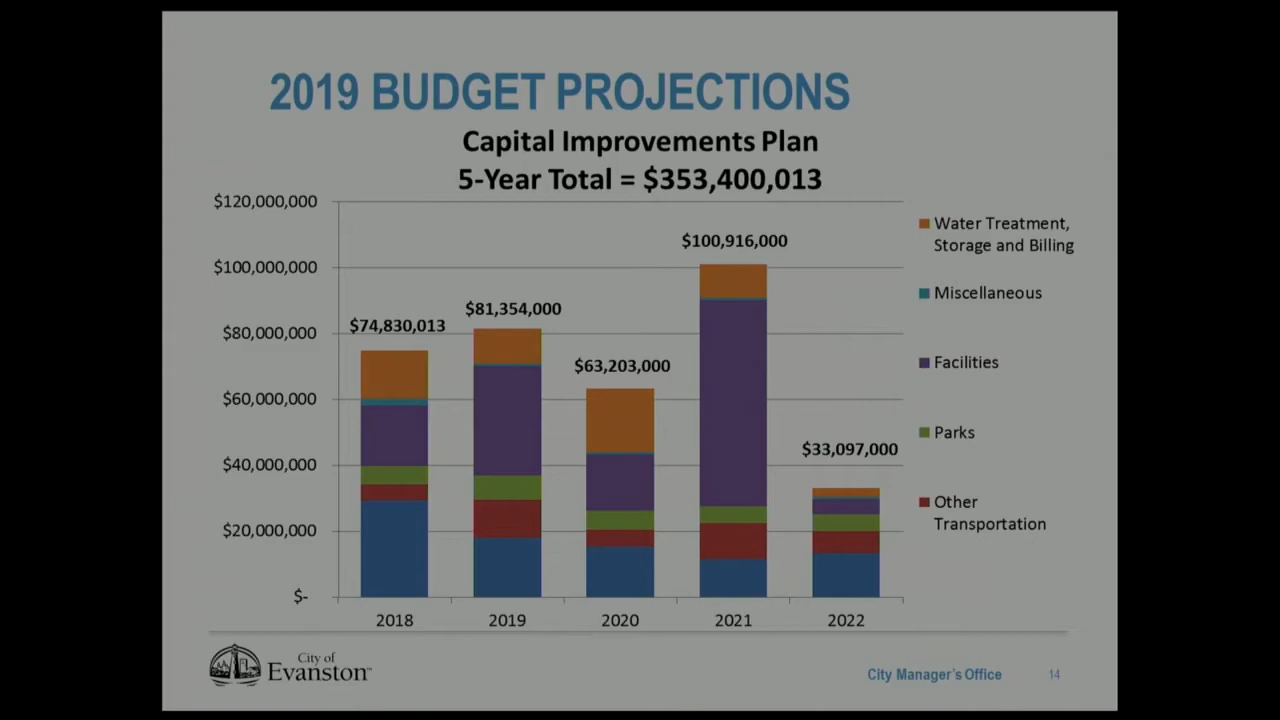 2019 BUDGET PROJECTIONS
Capital Improvements Plan
5-Year Total = $353,400,013
$120,000,000
$100,000,000
$80,000,000
$60,000,000
$40,000,000
$20,000,000
$-
$74,830,013
$81,354,000
$63,203,000
$100,916,000
$33,097,000
2018
2019
2020
2021
2022
Water Treatment,
Storage and Billing
Miscellaneous
Facilities
Parks
Other
Transportation
City of
Evanston™
City Manager's Office
14